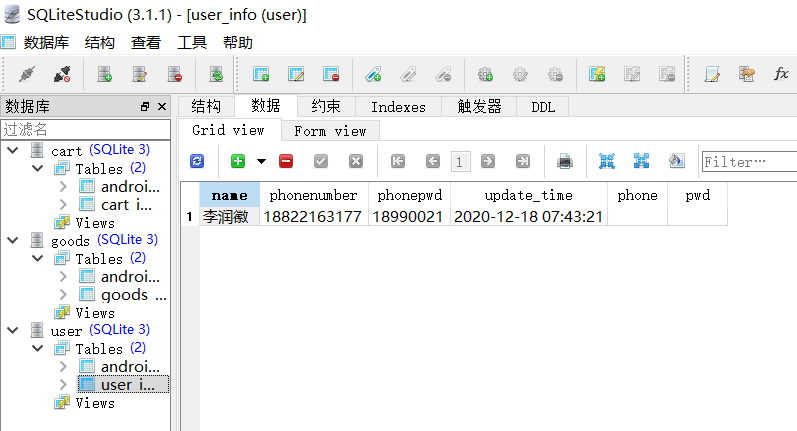 SQLiteStudio (3.1.1) - [user_info (user)]
数据库 结构 查看 工具 帮助
数据库
过滤名
cart (SQLite 3)
Tables (2)
androi...
cart_i...
Views
goods (SQLite 3)
Tables (2)
androi...
goods_...
Views
user (SQLite 3)
Tables (2)
androi...
user_i...
Views
结构 数据 约束 Indexes 触发器 DDL
Grid view Form view
1 Filter…
name phonenumber phonepwd update_time phone pwd
1 李润徽 18822163177 18990021 2020-12-18 07:43:21